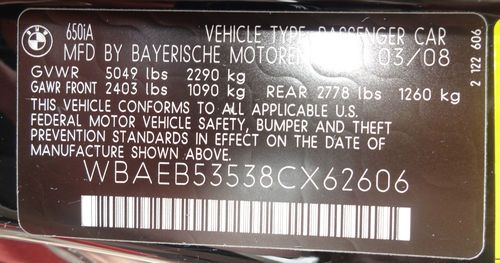 BMW
650iA
VEHICLE TYPE PASSENGER CAR
MFD BY BAYERISCHE MOTOREN 03/08
GVWR 5049 lbs 2290 kg
GAWR FRONT 2403 lbs 1090 kg REAR 2778 lbs 1260 kg
THIS VEHICLE CONFORMS TO ALL APPLICABLE U.S.
FEDERAL MOTOR VEHICLE SAFETY, BUMPER AND THEFT
PREVENTION STANDARDS IN EFFECT ON THE DATE OF
MANUFACTURE SHOWN ABOVE.
WBAEB53538CX62606
2 122 606